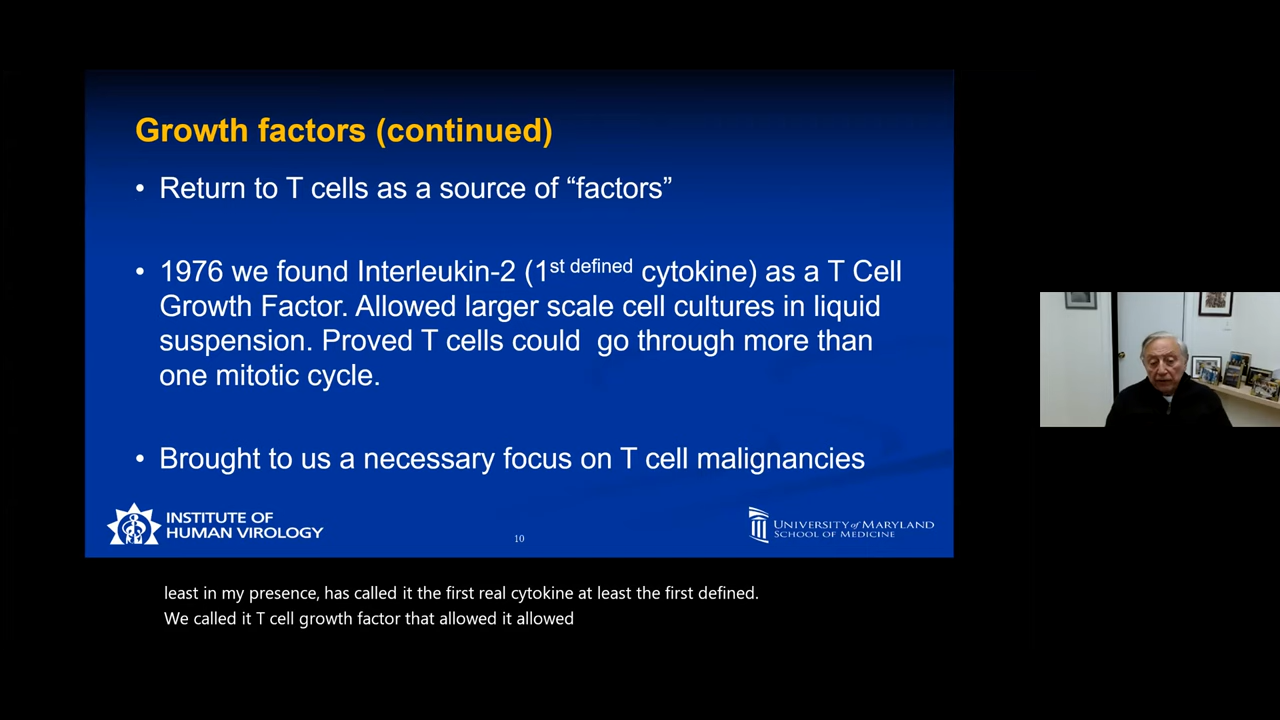 Growth factors (continued)
• Return to T cells as a source of “factors”
• 1976 we found Interleukin-2 (1st defined cytokine) as a T Cell
Growth Factor. Allowed larger scale cell cultures in liquid
suspension. Proved T cells could  go through more than
one mitotic cycle.
• Brought to us a necessary focus on T cell malignancies
INSTITUTE OF
HUMAN VIROLOGY
10
UNIVERSITY of MARYLAND
SCHOOL OF MEDICINE
least in my presence, has called it the first real cytokine at least the first defined.
We called it T cell growth factor that allowed it allowed